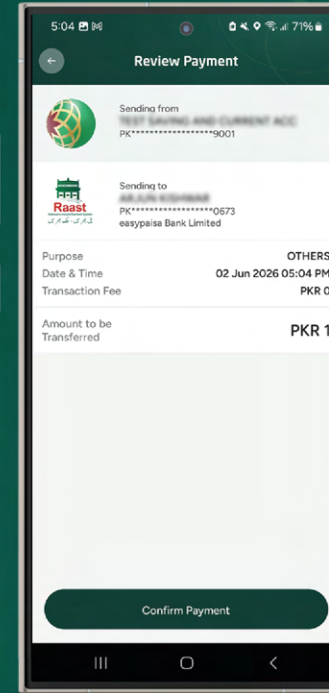 5:04
71%
Review Payment
Sending from
PK******************9001
Sending to
Raast
PK******************0673
easypaisa Bank Limited
Purpose OTHERS
Date & Time 02 Jun 2026 05:04 PM
Transaction Fee PKR 0
Amount to be
Transferred
PKR 1
Confirm Payment